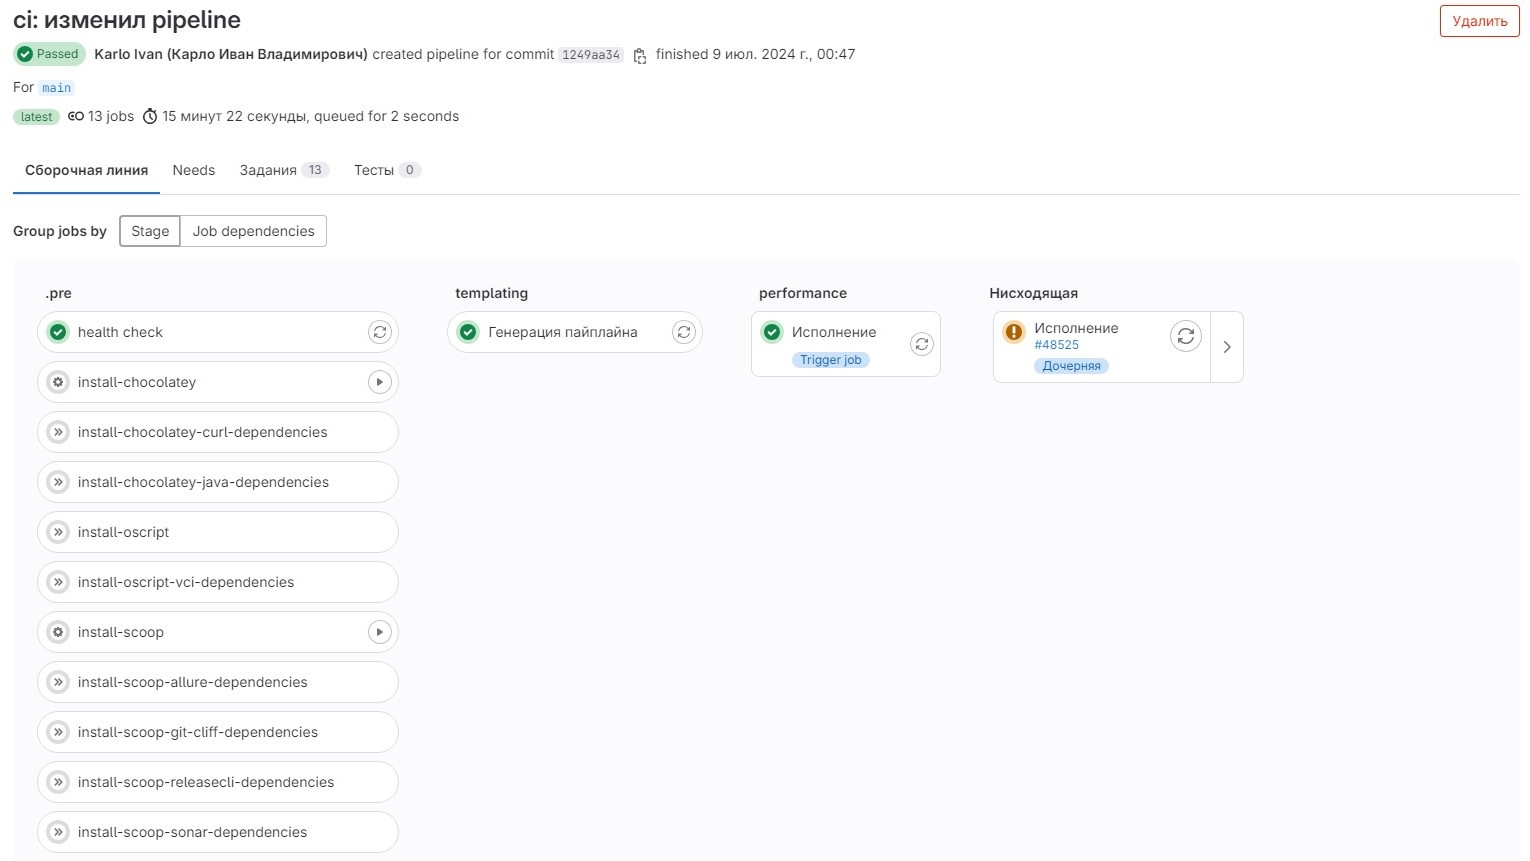 ci: изменил pipeline
Удалить
Passed Karlo Ivan (Карло Иван Владимирович) created pipeline for commit 1249aa34 finished 9 июл. 2024 г., 00:47
For main
latest 13 jobs 15 минут 22 секунды, queued for 2 seconds
Сборочная линия Needs Задания 13 Тесты 0
Group jobs by Stage Job dependencies
.pre
health check
install-chocolatey
install-chocolatey-curl-dependencies
install-chocolatey-java-dependencies
install-oscript
install-oscript-vci-dependencies
install-scoop
install-scoop-allure-dependencies
install-scoop-git-cliff-dependencies
install-scoop-releasecli-dependencies
install-scoop-sonar-dependencies
templating
Генерация пайплайна
performance
Исполнение
Trigger job
Нисходящая
Исполнение
#48525
Дочерняя